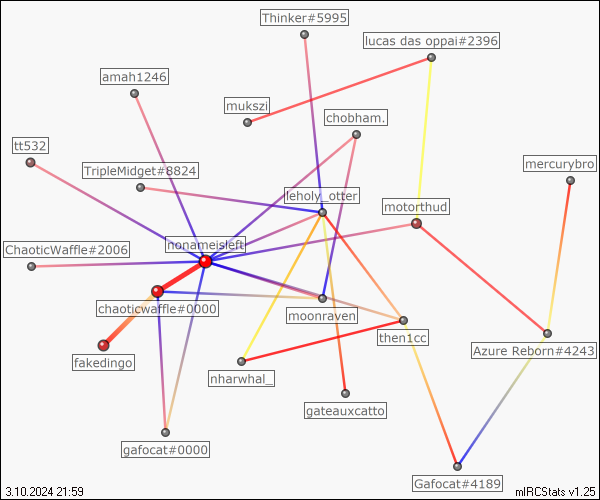 Thinker#5995
lucas das oppai#2396
amah1246
mukszi
chobham.
tt532
TripleMidget#8824
mercurybro
leholy_otter
motorthud
nonameisleft
ChaoticWaffle#2006
chaoticwaffle#0000
moonraven
then1cc
fakedingo
Azure Reborn#4243
nharwhal_
gateauxcatto
gafocat#0000
Gafocat#4189
3.10.2024 21:59
mIRCStats v1.25